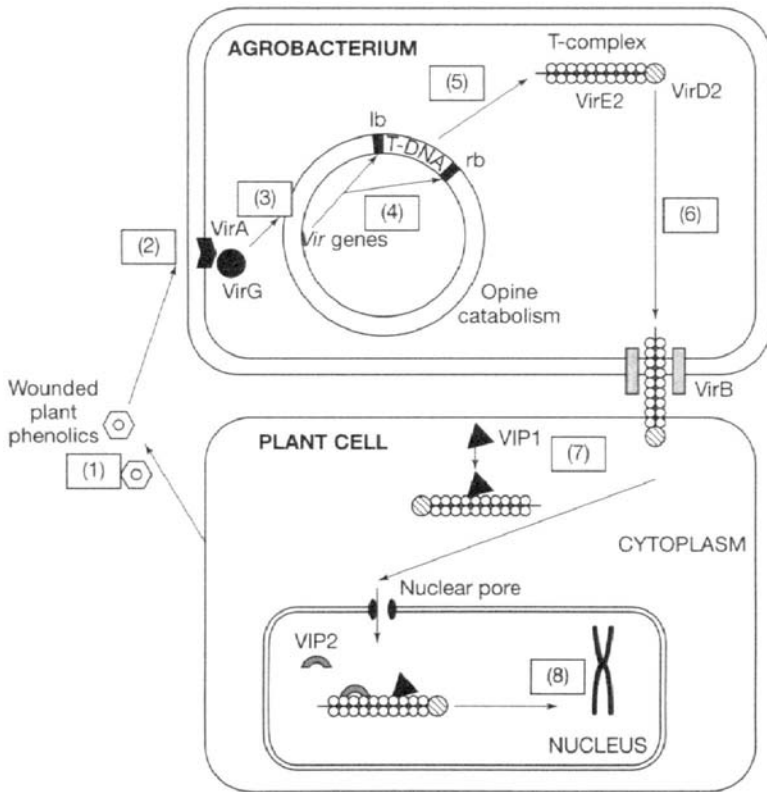 AGROBACTERIUM
T-complex
(5)
VirE2
VirD2
lb
T-DNA
rb
(3)
(4)
(6)
VirA
(2)
Vir genes
VirG
Opine
catabolism
VirB
Wounded
plant
phenolics
(1)
PLANT CELL
VIP1
(7)
CYTOPLASM
Nuclear pore
VIP2
(8)
NUCLEUS